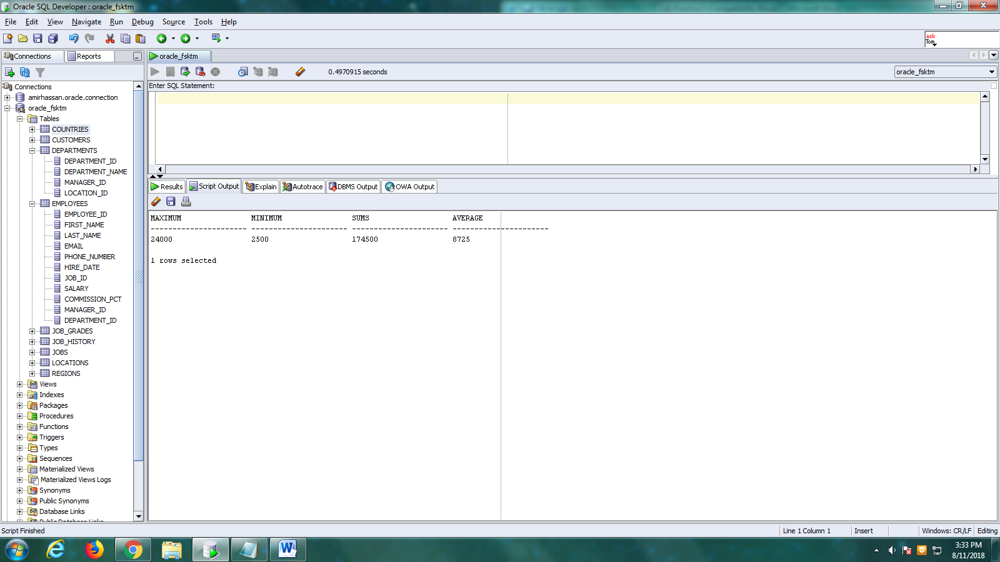 Oracle SQL Developer : oracle_fsktm
File Edit View Navigate Run Debug Source Tools Help
SQL
ask
Tom
Connections Reports
oracle_fsktm
0.4970915 seconds
oracle_fsktm
Enter SQL Statement:
Connections
amirhassan.oracle.connection
oracle_fsktm
Tables
COUNTRIES
CUSTOMERS
DEPARTMENTS
DEPARTMENT_ID
DEPARTMENT_NAME
MANAGER_ID
LOCATION_ID
EMPLOYEES
EMPLOYEE_ID
FIRST_NAME
LAST_NAME
EMAIL
PHONE_NUMBER
HIRE_DATE
JOB_ID
SALARY
COMMISSION_PCT
MANAGER_ID
DEPARTMENT_ID
JOB_GRADES
JOB_HISTORY
JOBS
LOCATIONS
REGIONS
Views
Indexes
Packages
Procedures
Functions
Triggers
Types
Sequences
Materialized Views
Materialized Views Logs
Synonyms
Public Synonyms
Database Links
Public Database Links
Results Script Output Explain Autotrace DBMS Output OWA Output
MAXIMUM MINIMUM SUMS AVERAGE
---------------------- ---------------------- ---------------------- ----------------------
24000 2500 174500 8725
1 rows selected
Script Finished
Line 1 Column 1 Insert Windows: CR/LF Editing
3:33 PM
8/11/2018